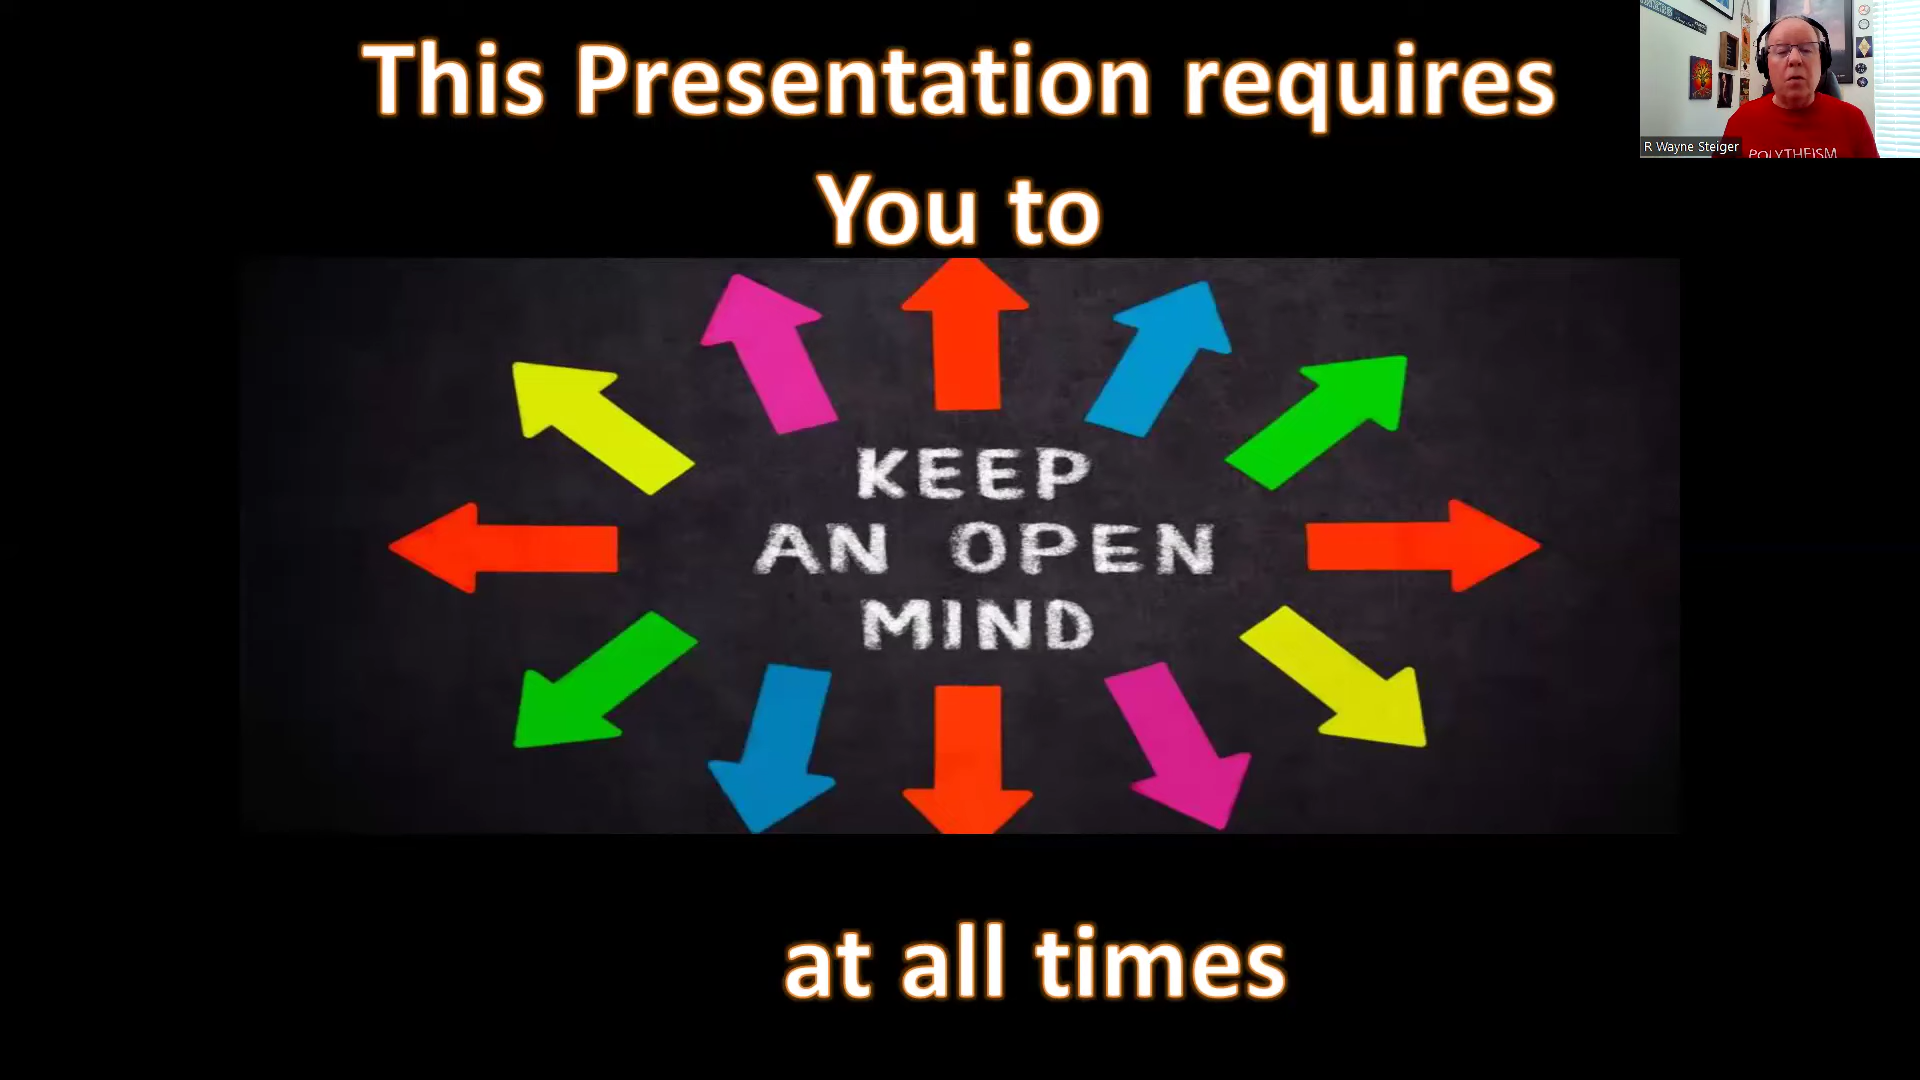 This Presentation requires
You to
KEEP
AN OPEN
MIND
at all times
R Wayne Steiger
POLYTHEISM